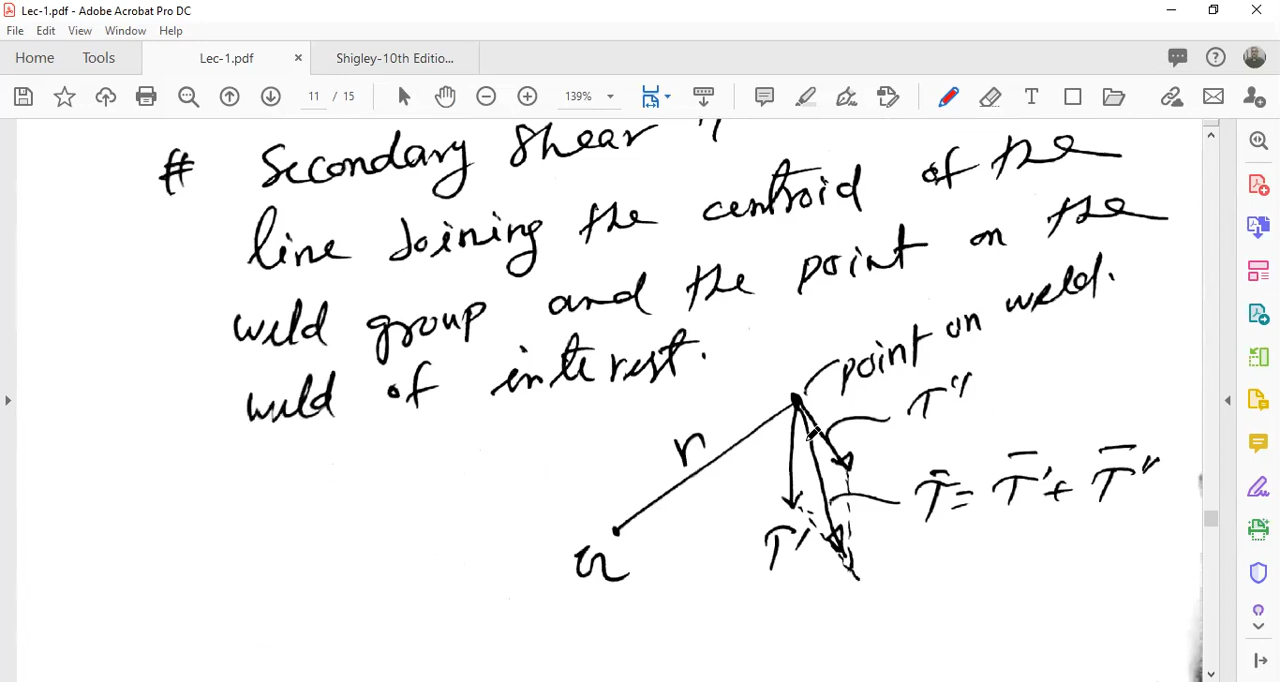 Lec-1.pdf - Adobe Acrobat Pro DC
File Edit View Window Help
Home Tools Lec-1.pdf × Shigley-10th Editio...
11 / 15 139%
# Secondary shear
line Joining the centroid of the
weld group and the point on the
weld of interest.
point on weld.
τ"
r
τ̄ = τ̄' + τ̄"
τ'
G